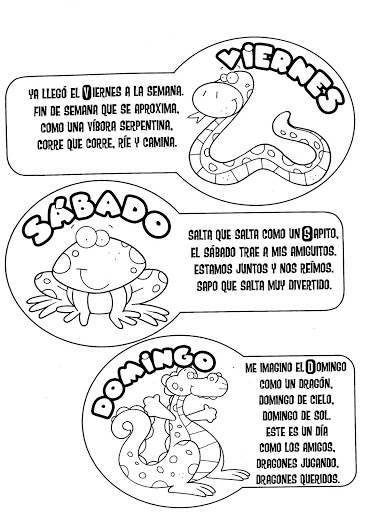 VIERNES
YA LLEGÓ EL VIERNES A LA SEMANA.
FIN DE SEMANA QUE SE APROXIMA,
COMO UNA VÍBORA SERPENTINA,
CORRE QUE CORRE, RÍE Y CAMINA.
SÁBADO
SALTA QUE SALTA COMO UN SAPITO,
EL SÁBADO TRAE A MIS AMIGUITOS.
ESTAMOS JUNTOS Y NOS REÍMOS.
SAPO QUE SALTA MUY DIVERTIDO.
DOMINGO
ME IMAGINO EL DOMINGO
COMO UN DRAGÓN,
DOMINGO DE CIELO,
DOMINGO DE SOL.
ESTE ES UN DÍA
COMO LOS AMIGOS,
DRAGONES JUGANDO,
DRAGONES QUERIDOS.